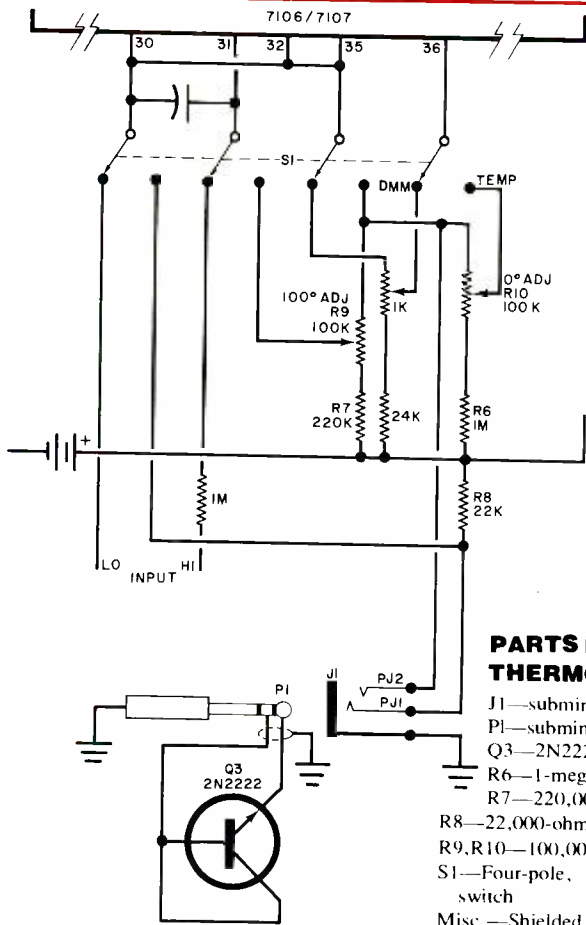 7106/7107
30
31
32
35
36
S1
DMM
TEMP
100° ADJ
R9
100K
1K
0° ADJ
R10
100K
R7
220K
24K
R6
1M
+
R8
22K
1M
LO
INPUT
HI
J1
PJ2
PJ1
P1
Q3
2N2222
PARTS
THERMO
J1—submin
P1—submin
Q3—2N222
R6—1-meg
R7—220,00
R8—22,000-ohm
R9,R10—100,00
S1—Four-pole,
switch
Misc.—Shielded